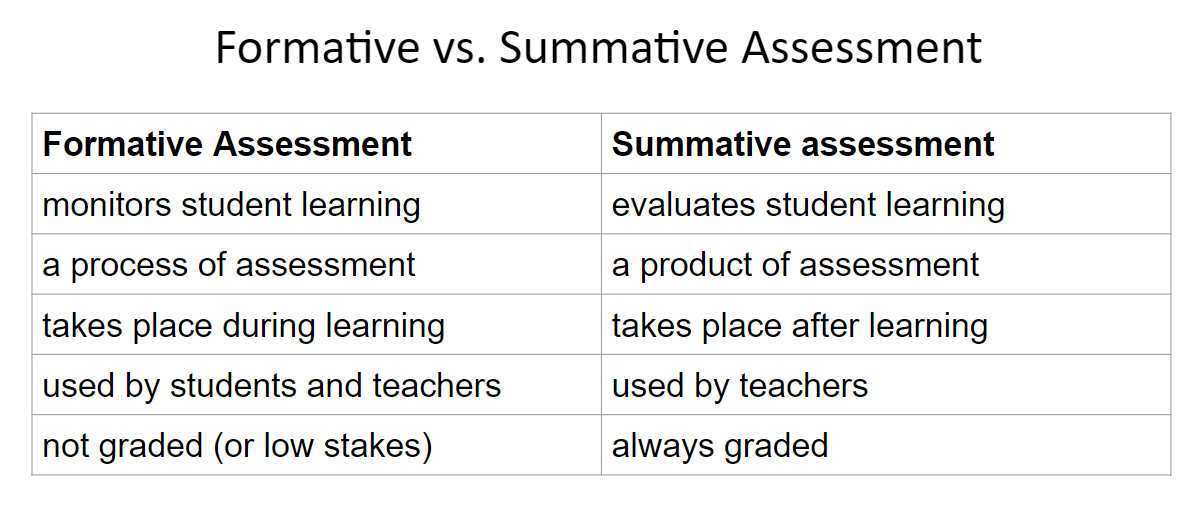 Formative vs. Summative Assessment
Formative Assessment
Summative assessment
monitors student learning
evaluates student learning
a process of assessment
a product of assessment
takes place during learning
takes place after learning
used by students and teachers
used by teachers
not graded (or low stakes)
always graded